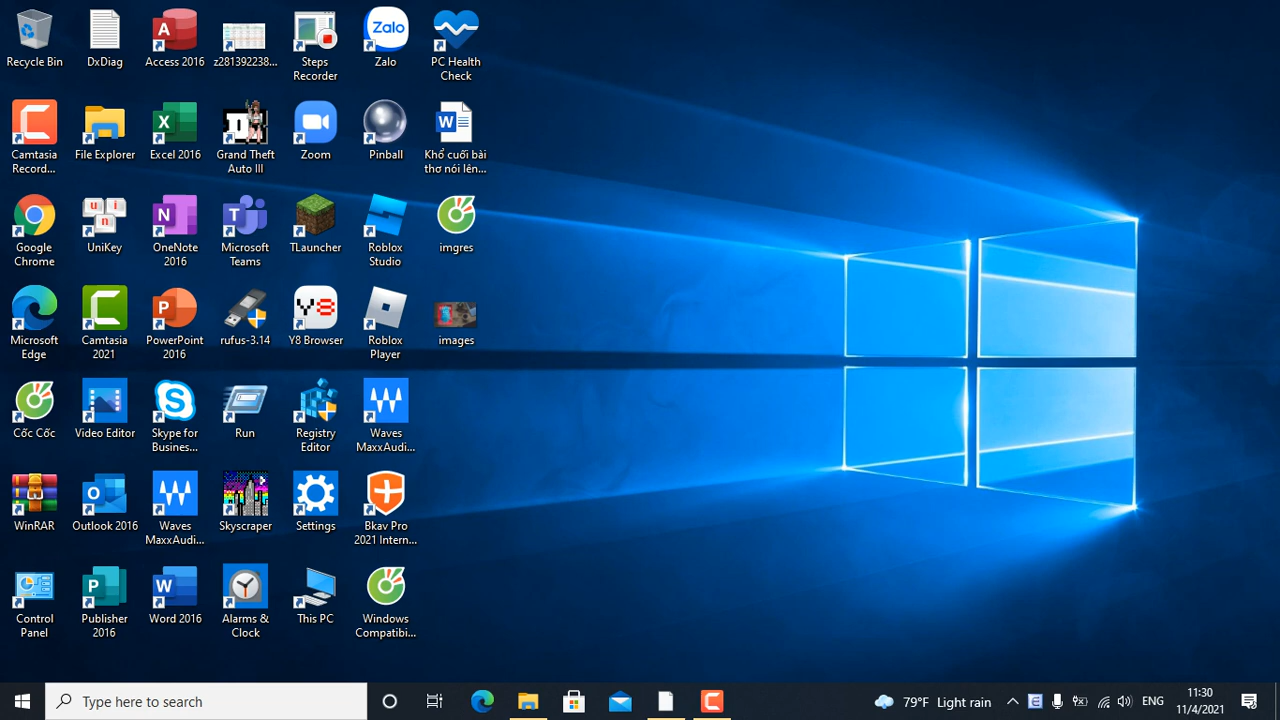 Recycle Bin
DxDiag
Access 2016
z281392238...
Steps
Recorder
Zalo
Zalo
PC Health
Check
Camtasia
Record...
File Explorer
Excel 2016
Grand Theft
Auto III
Zoom
Pinball
Khổ cuối bài
thơ nói lên...
Google
Chrome
UniKey
OneNote
2016
Microsoft
Teams
TLauncher
Roblox
Studio
imgres
Microsoft
Edge
Camtasia
2021
PowerPoint
2016
rufus-3.14
Y8
Y8 Browser
Roblox
Player
images
Cốc Cốc
Video Editor
Skype for
Busines...
Run
Registry
Editor
Waves
MaxxAudi...
WinRAR
Outlook 2016
Waves
MaxxAudi...
Skyscraper
Settings
Bkav Pro
2021 Intern...
Control
Panel
Publisher
2016
Word 2016
Alarms &
Clock
This PC
Windows
Compatibi...
Type here to search
79°F Light rain
ENG
11:30
11/4/2021